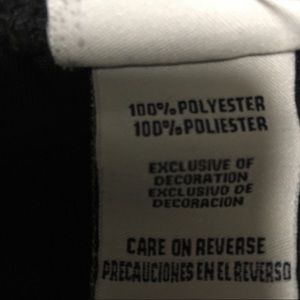 100% POLYESTER
100% POLIESTER
EXCLUSIVE OF
DECORATION
EXCLUSIVO DE
DECORACION
CARE ON REVERSE
PRECAUCIONES EN EL REVERSO